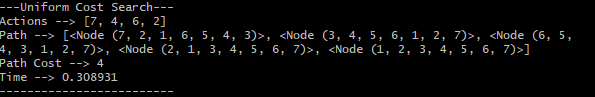 ---Uniform Cost Search---
Actions --> [7, 4, 6, 2]
Path --> [<Node (7, 2, 1, 6, 5, 4, 3)>, <Node (3, 4, 5, 6, 1, 2, 7)>, <Node (6, 5,
4, 3, 1, 2, 7)>, <Node (2, 1, 3, 4, 5, 6, 7)>, <Node (1, 2, 3, 4, 5, 6, 7)>]
Path Cost --> 4
Time --> 0.308931
-------------------------